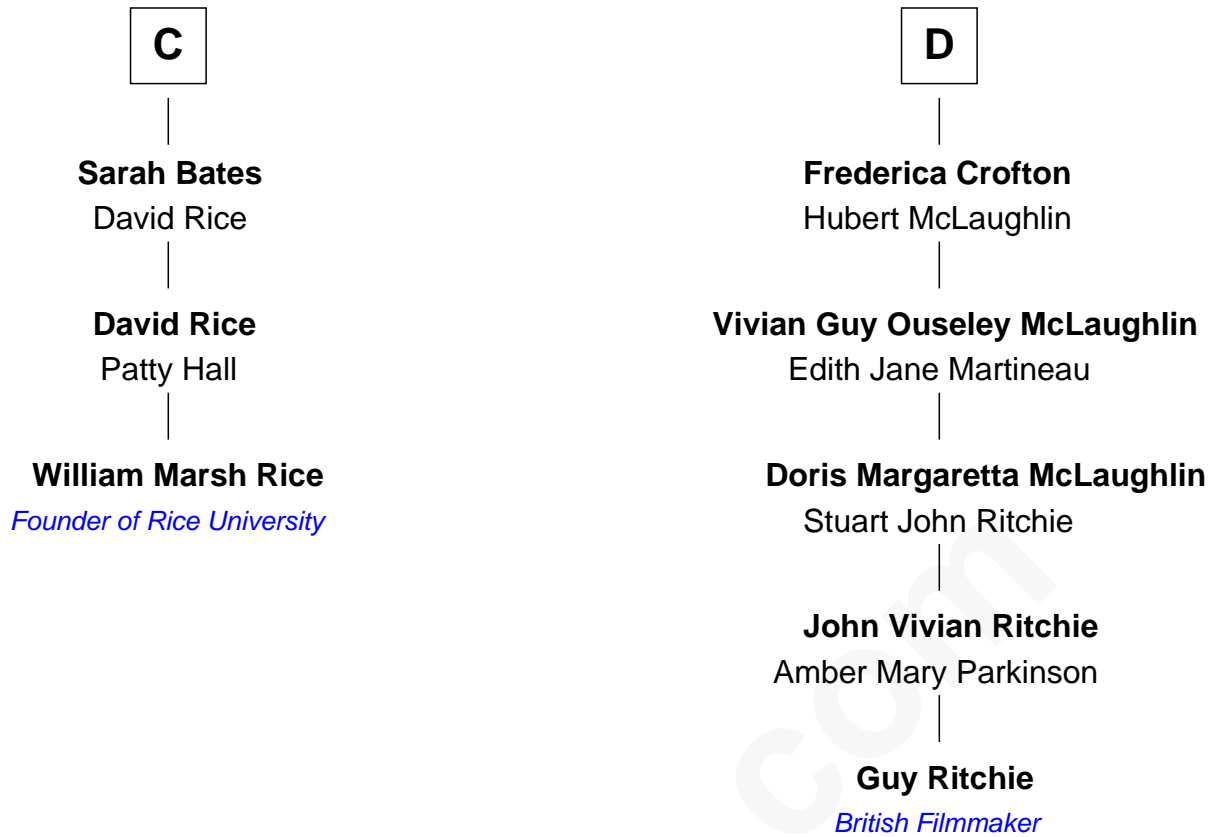 C
Sarah Bates
David Rice
David Rice
Patty Hall
William Marsh Rice
Founder of Rice University
D
Frederica Crofton
Hubert McLaughlin
Vivian Guy Ouseley McLaughlin
Edith Jane Martineau
Doris Margaretta McLaughlin
Stuart John Ritchie
John Vivian Ritchie
Amber Mary Parkinson
Guy Ritchie
British Filmmaker
com